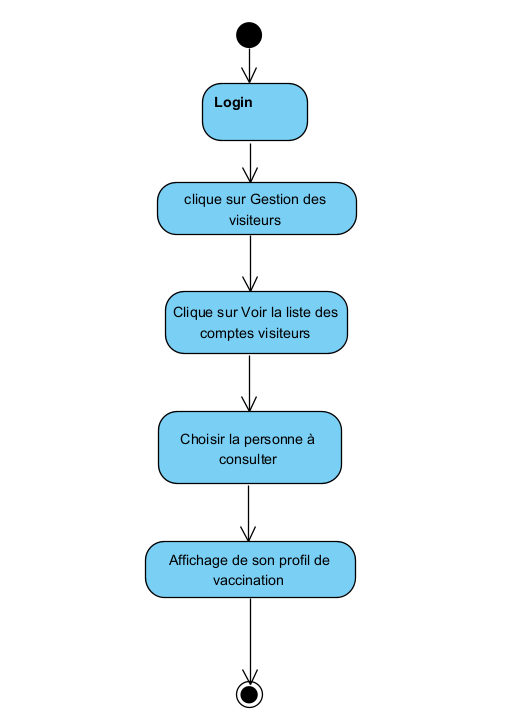 Login
clique sur Gestion des
visiteurs
Clique sur Voir la liste des
comptes visiteurs
Choisir la personne à
consulter
Affichage de son profil de
vaccination